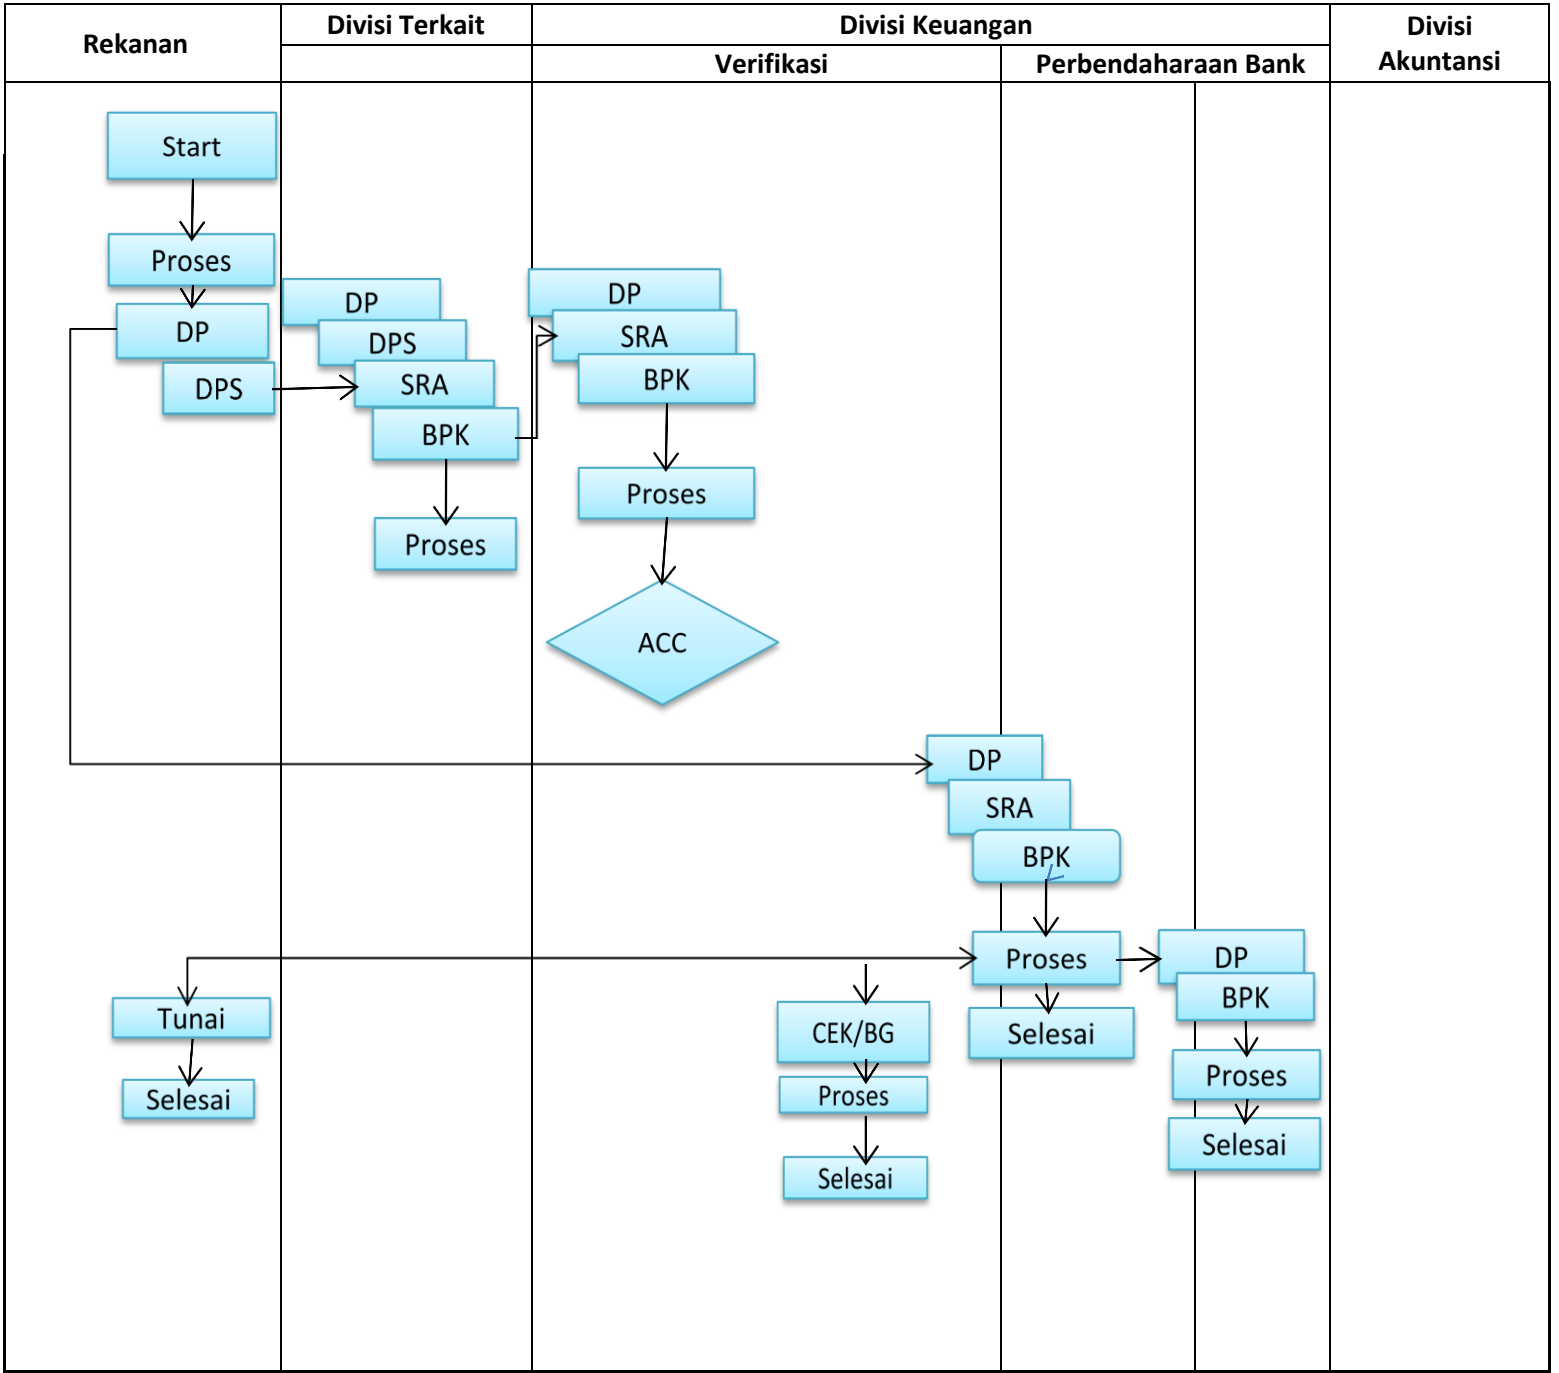 Rekanan
Divisi Terkait
Divisi Keuangan
Divisi
Akuntansi
Verifikasi
Perbendaharaan Bank
Start
Proses
DP
DPS
DP
DPS
SRA
BPK
Proses
DP
SRA
BPK
Proses
ACC
DP
SRA
BPK
Proses
Selesai
DP
BPK
Proses
Selesai
CEK/BG
Proses
Selesai
Tunai
Selesai